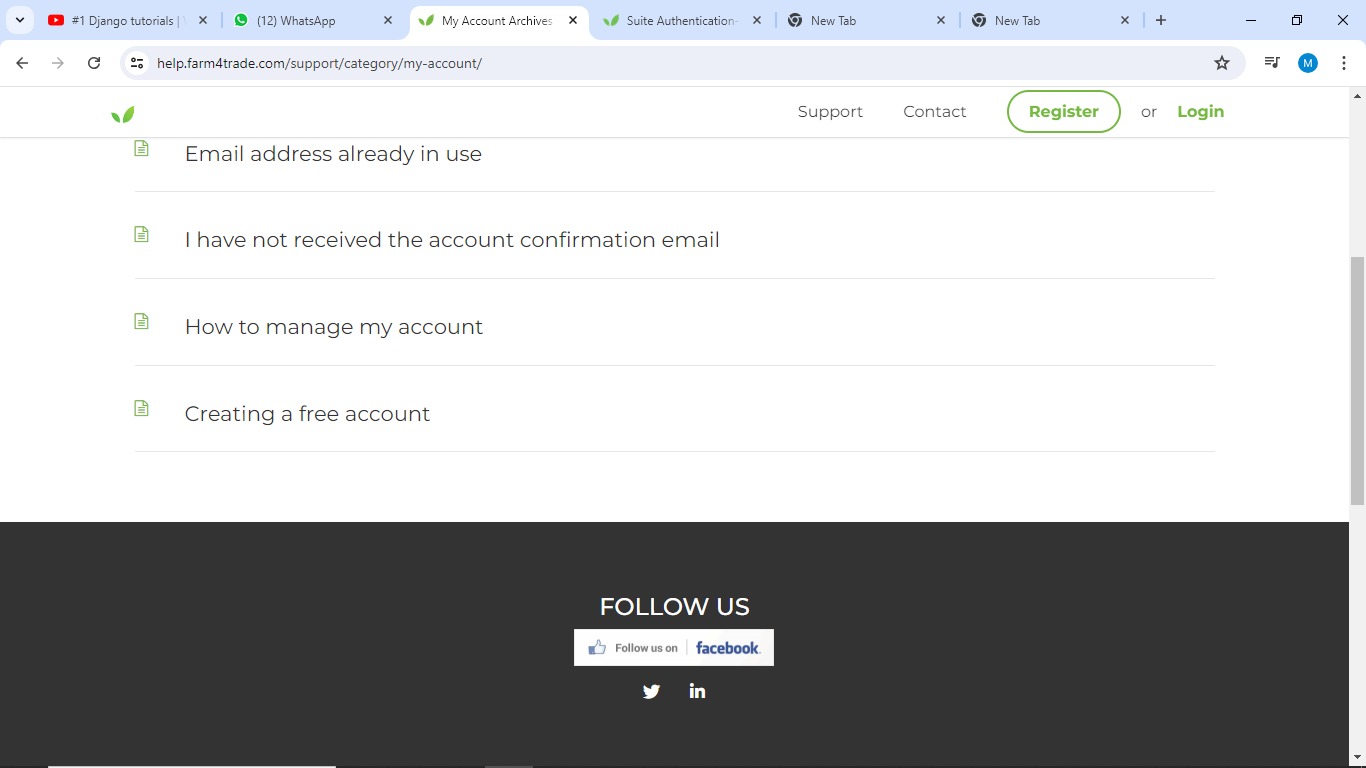 #1 Django tutorials |
(12) WhatsApp
My Account Archives
Suite Authentication-
New Tab
New Tab
help.farm4trade.com/support/category/my-account/
M
Support
Contact
Register
or
Login
Email address already in use
I have not received the account confirmation email
How to manage my account
Creating a free account
FOLLOW US
Follow us on facebook.
in